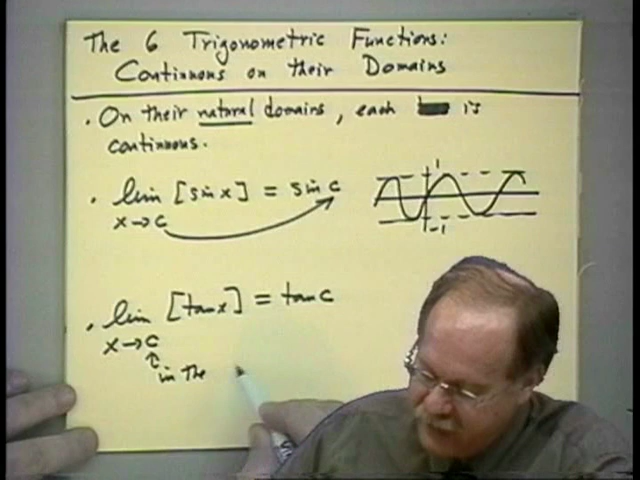 The 6 Trigonometric Functions:
Continuous on their Domains
• On their natural domains, each is
continuous.
• lim [sin x] = sin c
x→c
1
-1
• lim [tan x] = tan c
x→c
↑
in the